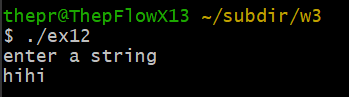 thepr@ThepFlowX13 ~/subdir/w3
$ ./ex12
enter a string
hihi